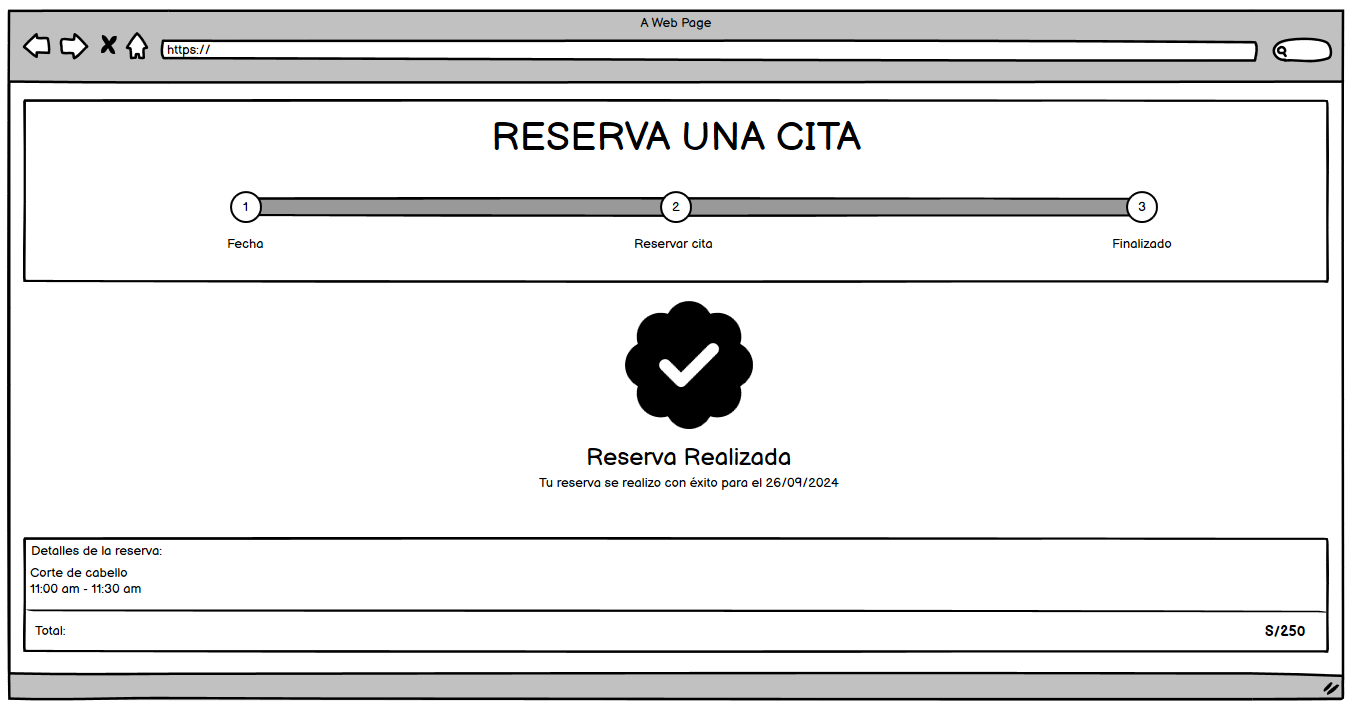 A Web Page
https://
RESERVA UNA CITA
1 2 3
Fecha Reservar cita Finalizado
Reserva Realizada
Tu reserva se realizo con éxito para el 26/09/2024
Detalles de la reserva:
Corte de cabello
11:00 am - 11:30 am
Total: S/250